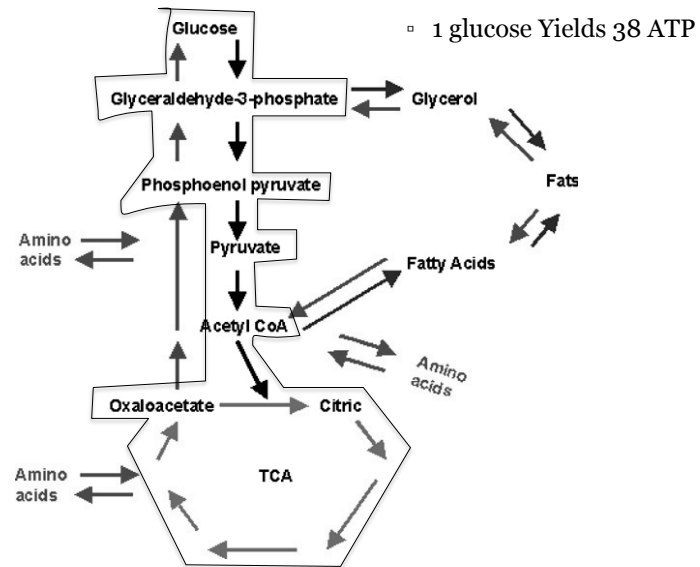 ▫ 1 glucose Yields 38 ATP
Glucose
Glyceraldehyde-3-phosphate
Glycerol
Phosphoenol pyruvate
Fats
Amino
acids
Pyruvate
Fatty Acids
Acetyl CoA
Amino
acids
Oxaloacetate
Citric
Amino
acids
TCA